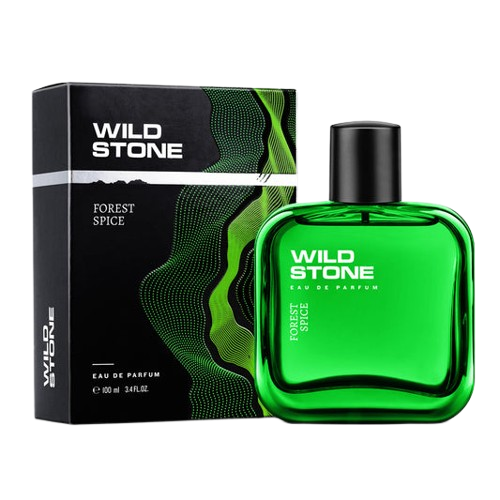 WILD
STONE
FOREST
SPICE
EAU DE PARFUM
℮ 100 ml 3.4 FL.OZ.
WILD
STONE
WILD
STONE
EAU DE PARFUM
FOREST
SPICE